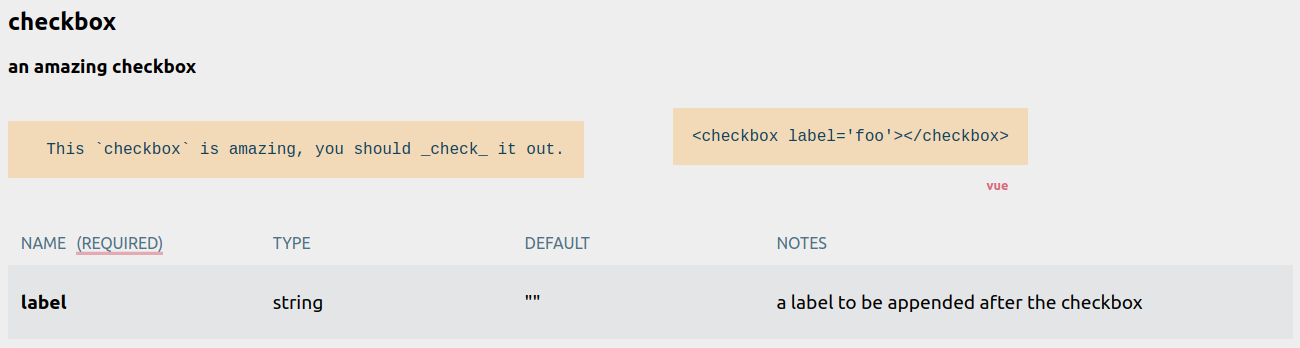 checkbox
an amazing checkbox
This `checkbox` is amazing, you should _check_ it out.
<checkbox label='foo'></checkbox>
vue
NAME (REQUIRED) TYPE DEFAULT NOTES
label string "" a label to be appended after the checkbox